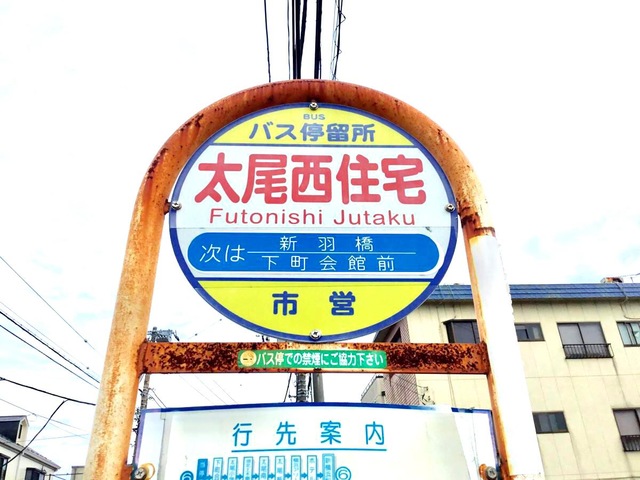 BUS
バス停留所
太尾西住宅
Futonishi Jutaku
次は
新羽橋
下町会館前
市営
バス停での禁煙にご協力下さい
行先案内